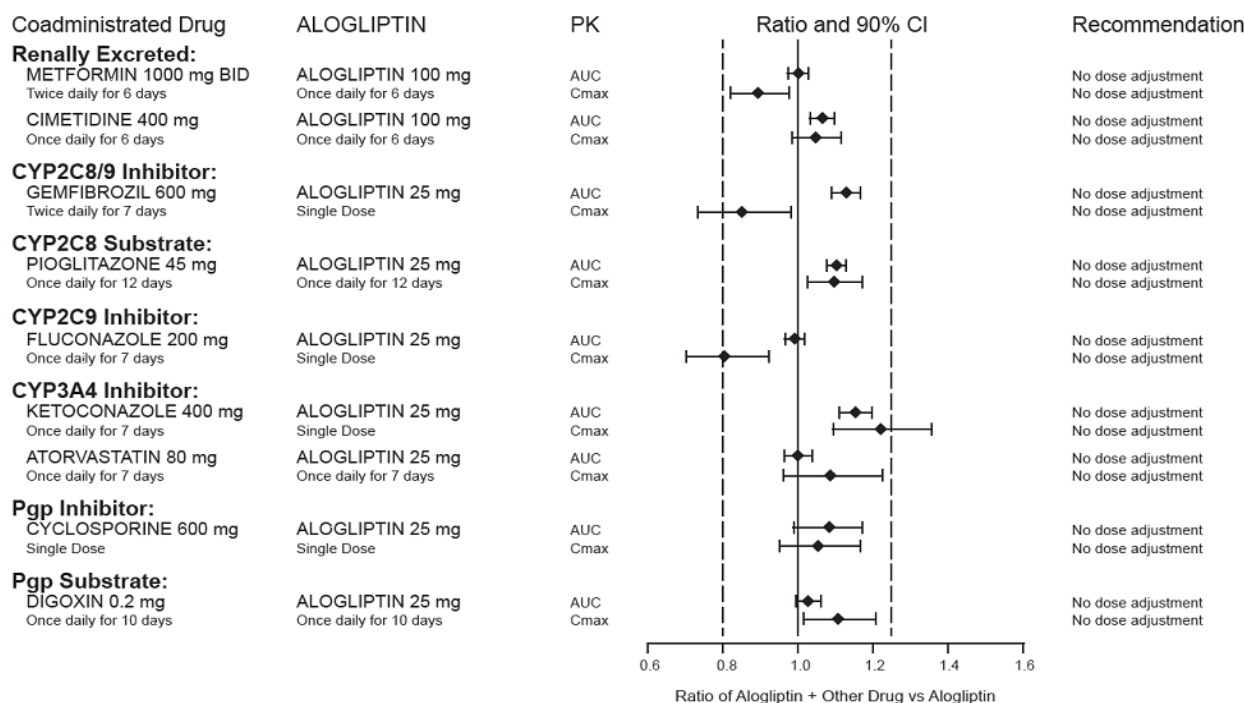 Coadministrated Drug ALOGLIPTIN PK Ratio and 90% CI Recommendation
Renally Excreted:
METFORMIN 1000 mg BID ALOGLIPTIN 100 mg AUC No dose adjustment
Twice daily for 6 days Once daily for 6 days Cmax No dose adjustment
CIMETIDINE 400 mg ALOGLIPTIN 100 mg AUC No dose adjustment
Once daily for 6 days Once daily for 6 days Cmax No dose adjustment
CYP2C8/9 Inhibitor:
GEMFIBROZIL 600 mg ALOGLIPTIN 25 mg AUC No dose adjustment
Twice daily for 7 days Single Dose Cmax No dose adjustment
CYP2C8 Substrate:
PIOGLITAZONE 45 mg ALOGLIPTIN 25 mg AUC No dose adjustment
Once daily for 12 days Once daily for 12 days Cmax No dose adjustment
CYP2C9 Inhibitor:
FLUCONAZOLE 200 mg ALOGLIPTIN 25 mg AUC No dose adjustment
Once daily for 7 days Single Dose Cmax No dose adjustment
CYP3A4 Inhibitor:
KETOCONAZOLE 400 mg ALOGLIPTIN 25 mg AUC No dose adjustment
Once daily for 7 days Single Dose Cmax No dose adjustment
ATORVASTATIN 80 mg ALOGLIPTIN 25 mg AUC No dose adjustment
Once daily for 7 days Once daily for 7 days Cmax No dose adjustment
Pgp Inhibitor:
CYCLOSPORINE 600 mg ALOGLIPTIN 25 mg AUC No dose adjustment
Single Dose Single Dose Cmax No dose adjustment
Pgp Substrate:
DIGOXIN 0.2 mg ALOGLIPTIN 25 mg AUC No dose adjustment
Once daily for 10 days Once daily for 10 days Cmax No dose adjustment
0.6 0.8 1.0 1.2 1.4 1.6
Ratio of Alogliptin + Other Drug vs Alogliptin